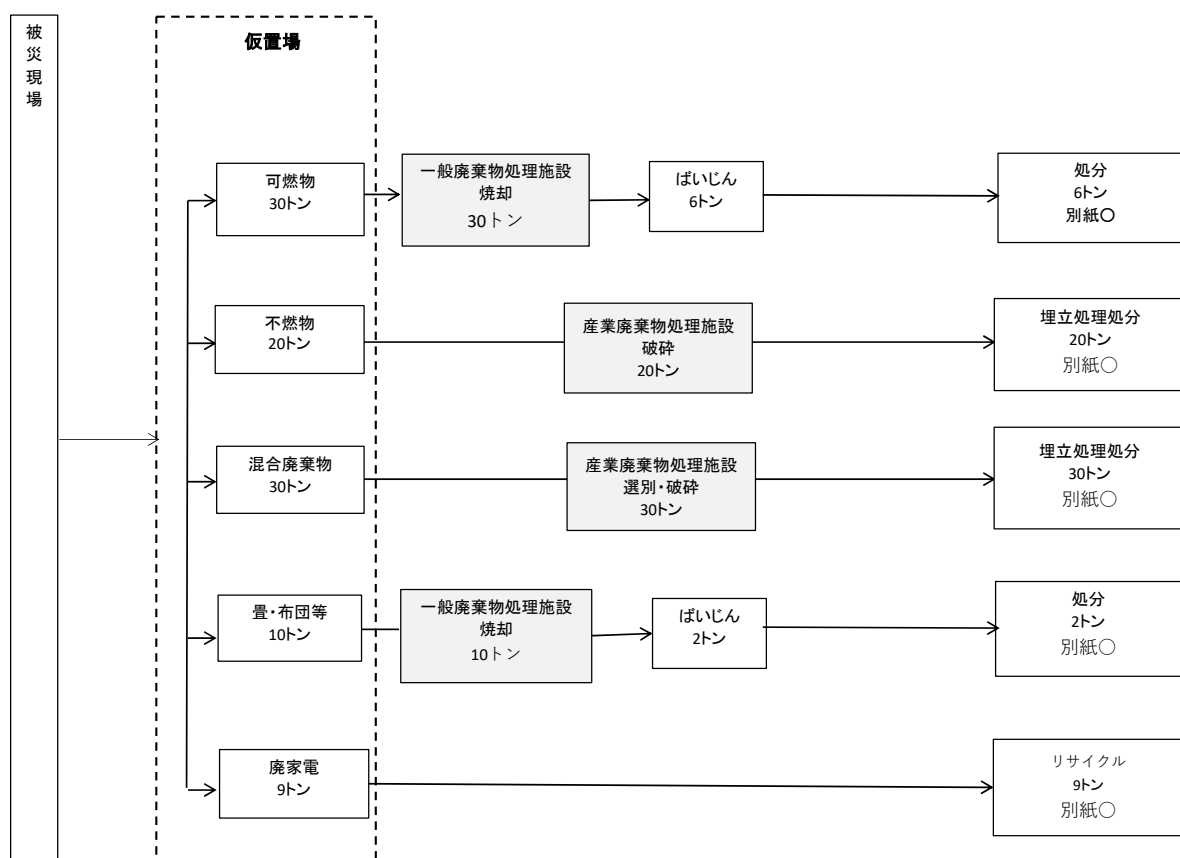 被災現場
仮置場
可燃物
30トン
一般廃棄物処理施設
焼却
30トン
ばいじん
6トン
処分
6トン
別紙〇
不燃物
20トン
産業廃棄物処理施設
破砕
20トン
埋立処理処分
20トン
別紙〇
混合廃棄物
30トン
産業廃棄物処理施設
選別・破砕
30トン
埋立処理処分
30トン
別紙〇
畳・布団等
10トン
一般廃棄物処理施設
焼却
10トン
ばいじん
2トン
処分
2トン
別紙〇
廃家電
9トン
リサイクル
9トン
別紙〇